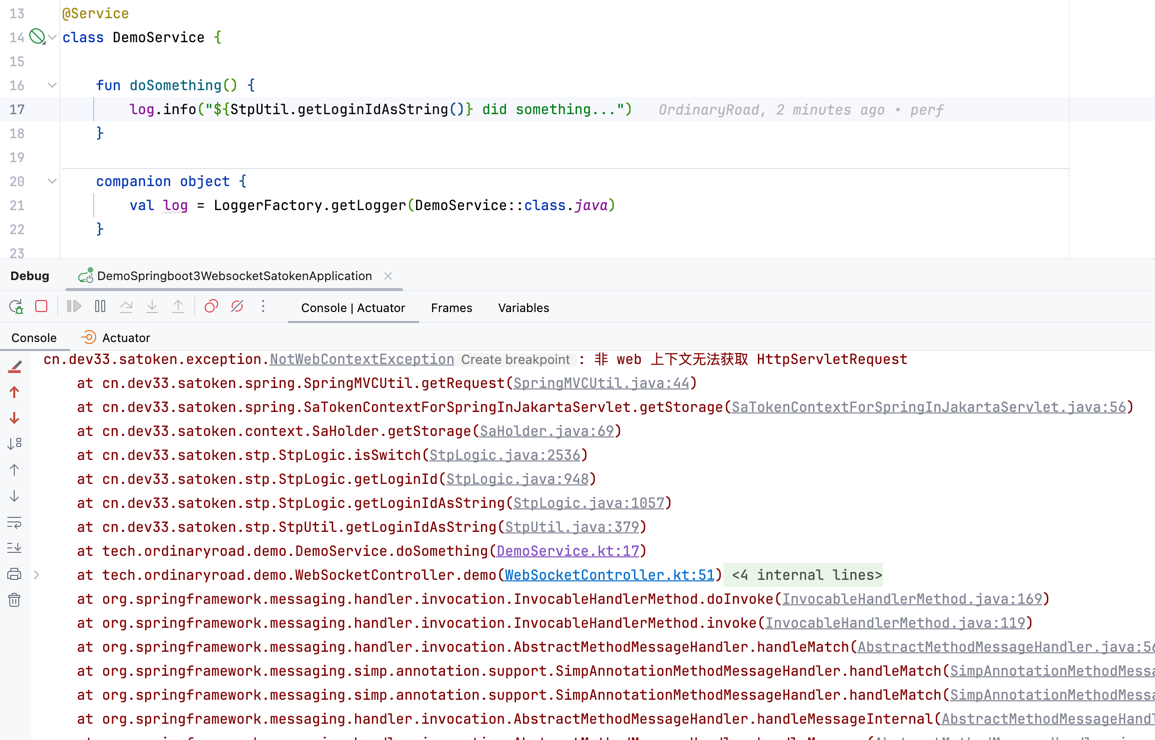 13 @Service
14 class DemoService {
15
16 fun doSomething() {
17 log.info("${StpUtil.getLoginIdAsString()} did something...") OrdinaryRoad, 2 minutes ago • perf
18 }
19
20 companion object {
21 val log = LoggerFactory.getLogger(DemoService::class.java)
22 }
23
Debug DemoSpringboot3WebsocketSatokenApplication
Console | Actuator Frames Variables
Console Actuator
cn.dev33.satoken.exception.NotWebContextException Create breakpoint : 非 web 上下文无法获取 HttpServletRequest
at cn.dev33.satoken.spring.SpringMVCUtil.getRequest(SpringMVCUtil.java:44)
at cn.dev33.satoken.spring.SaTokenContextForSpringInJakartaServlet.getStorage(SaTokenContextForSpringInJakartaServlet.java:56)
at cn.dev33.satoken.context.SaHolder.getStorage(SaHolder.java:69)
at cn.dev33.satoken.stp.StpLogic.isSwitch(StpLogic.java:2536)
at cn.dev33.satoken.stp.StpLogic.getLoginId(StpLogic.java:948)
at cn.dev33.satoken.stp.StpLogic.getLoginIdAsString(StpLogic.java:1057)
at cn.dev33.satoken.stp.StpUtil.getLoginIdAsString(StpUtil.java:379)
at tech.ordinaryroad.demo.DemoService.doSomething(DemoService.kt:17)
at tech.ordinaryroad.demo.WebSocketController.demo(WebSocketController.kt:51) <4 internal lines>
at org.springframework.messaging.handler.invocation.InvocableHandlerMethod.doInvoke(InvocableHandlerMethod.java:169)
at org.springframework.messaging.handler.invocation.InvocableHandlerMethod.invoke(InvocableHandlerMethod.java:119)
at org.springframework.messaging.handler.invocation.AbstractMethodMessageHandler.handleMatch(AbstractMethodMessageHandler.java:56
at org.springframework.messaging.simp.annotation.support.SimpAnnotationMethodMessageHandler.handleMatch(SimpAnnotationMethodMessa
at org.springframework.messaging.simp.annotation.support.SimpAnnotationMethodMessageHandler.handleMatch(SimpAnnotationMethodMessa
at org.springframework.messaging.handler.invocation.AbstractMethodMessageHandler.handleMessageInternal(AbstractMethodMessageHandl